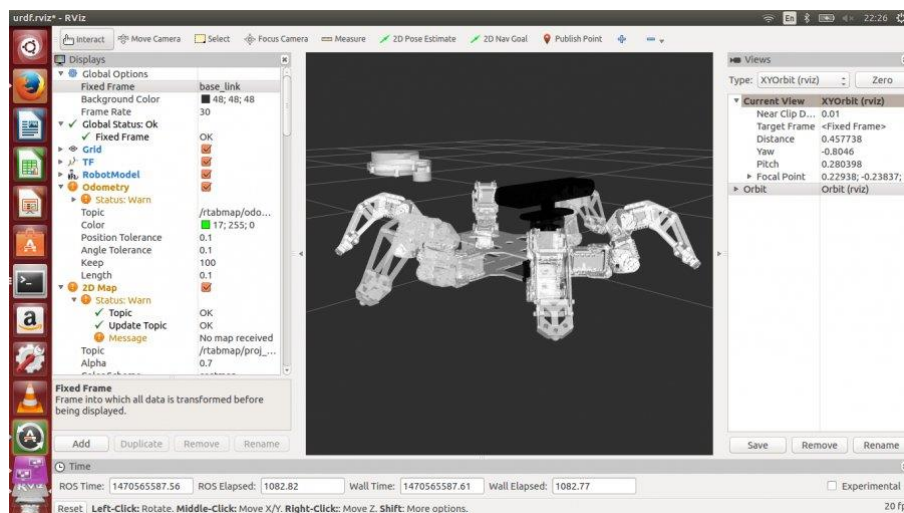 urdf.rviz* - RViz
En
22:26
Interact Move Camera Select Focus Camera Measure 2D Pose Estimate 2D Nav Goal Publish Point
Displays
Global Options
Fixed Frame base_link
Background Color 48; 48; 48
Frame Rate 30
Global Status: Ok
Fixed Frame OK
Grid
TF
RobotModel
Odometry
Status: Warn
Topic /rtabmap/odo...
Color 17; 255; 0
Position Tolerance 0.1
Angle Tolerance 0.1
Keep 100
Length 0.1
2D Map
Status: Warn
Topic OK
Update Topic OK
Message No map received
Topic /rtabmap/proj_...
Alpha 0.7
Fixed Frame
Frame into which all data is transformed before
being displayed.
Add Duplicate Remove Rename
Views
Type: XYOrbit (rviz) Zero
Current View XYOrbit (rviz)
Near Clip D... 0.01
Target Frame <Fixed Frame>
Distance 0.457738
Yaw -0.8046
Pitch 0.280398
Focal Point 0.22938; -0.23837;
Orbit Orbit (rviz)
Save Remove Rename
Time
ROS Time: 1470565587.56 ROS Elapsed: 1082.82 Wall Time: 1470565587.61 Wall Elapsed: 1082.77 Experimental
Reset Left-Click: Rotate. Middle-Click: Move X/Y. Right-Click:: Move Z. Shift: More options.
20 fp